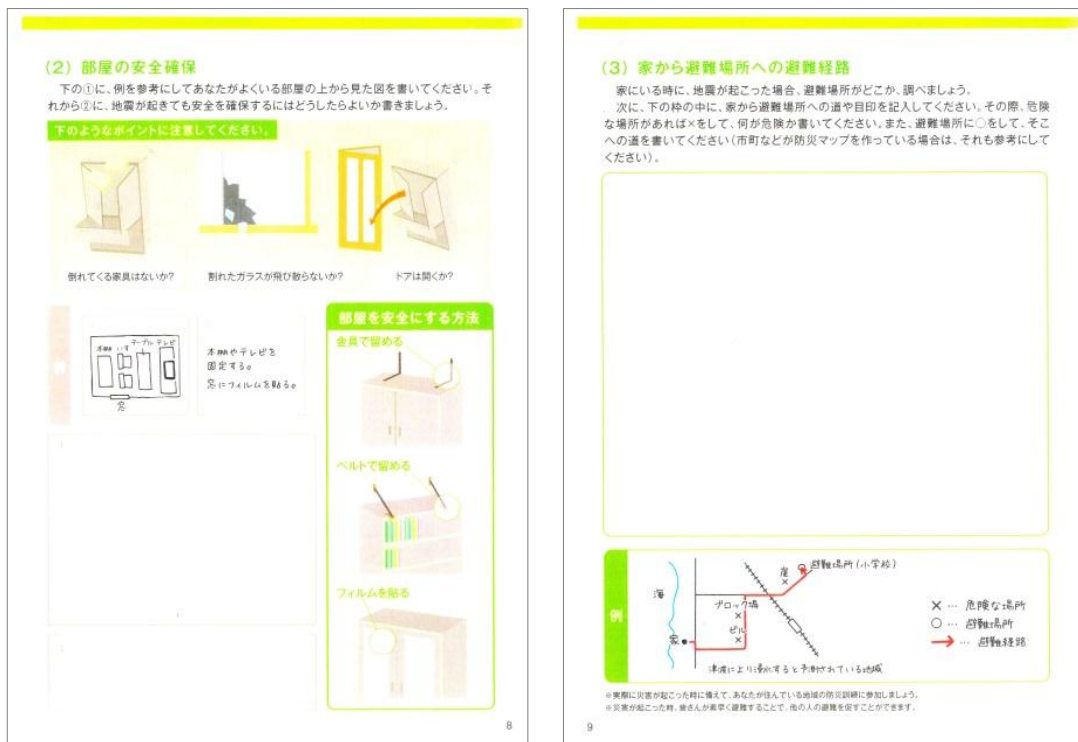 (2) 部屋の安全確保
下の①に、例を参考にしてあなたがよくいる部屋の上から見た図を書いてください。そ
れから②に、地震が起きても安全を確保するにはどうしたらよいか書きましょう。
下のようなポイントに注意してください。
倒れてくる家具はないか?
割れたガラスが飛び散らないか?
ドアは開くか?
本棚 いす テーブル テレビ
窓
本棚やテレビを
固定する。
窓にフィルムを貼る。
部屋を安全にする方法
金具で留める
ベルトで留める
フィルムを貼る
8
(3) 家から避難場所への避難経路
家にいる時に、地震が起こった場合、避難場所がどこか、調べましょう。
次に、下の枠の中に、家から避難場所への道や目印を記入してください。その際、危険
な場所があれば×をして、何が危険か書いてください。また、避難場所に○をして、そこ
への道を書いてください(市町などが防災マップを作っている場合は、それも参考にして
ください)。
例
海
崖
避難場所(小学校)
ブロック塀
ビル
家
津波により浸水すると予測されている地域
× … 危険な場所
○ … 避難場所
→ … 避難経路
※実際に災害が起こった時に備えて、あなたが住んでいる地域の防災訓練に参加しましょう。
※災害が起こった時、皆さんが素早く避難することで、他の人の避難を促すことができます。
9